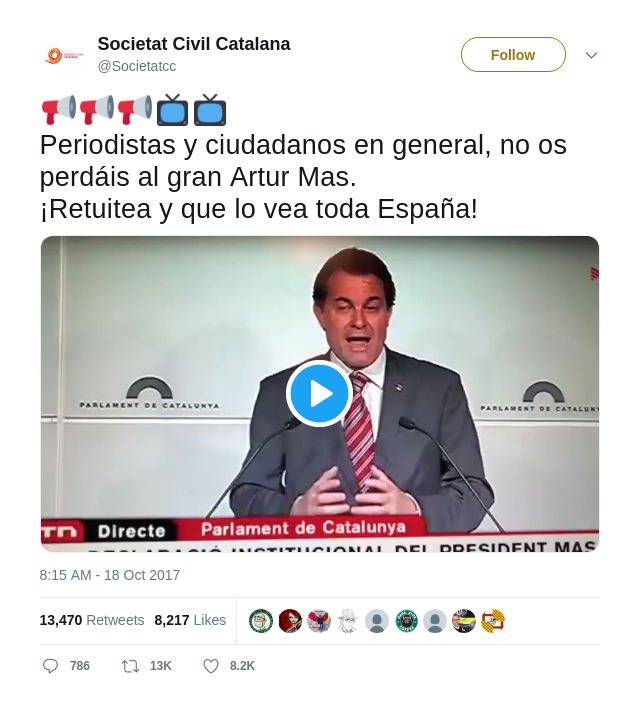 Societat Civil Catalana
@Societatcc
Follow
Periodistas y ciudadanos en general, no os
perdáis al gran Artur Mas.
¡Retuitea y que lo vea toda España!
PARLAMENT DE CATALUNYA
PARLAMENT DE CATALUNY
TN Directe Parlament de Catalunya
DECLARACIÓ INSTITUCIONAL DEL PRESIDENT MAS
8:15 AM - 18 Oct 2017
13,470 Retweets 8,217 Likes
786 13K 8.2K